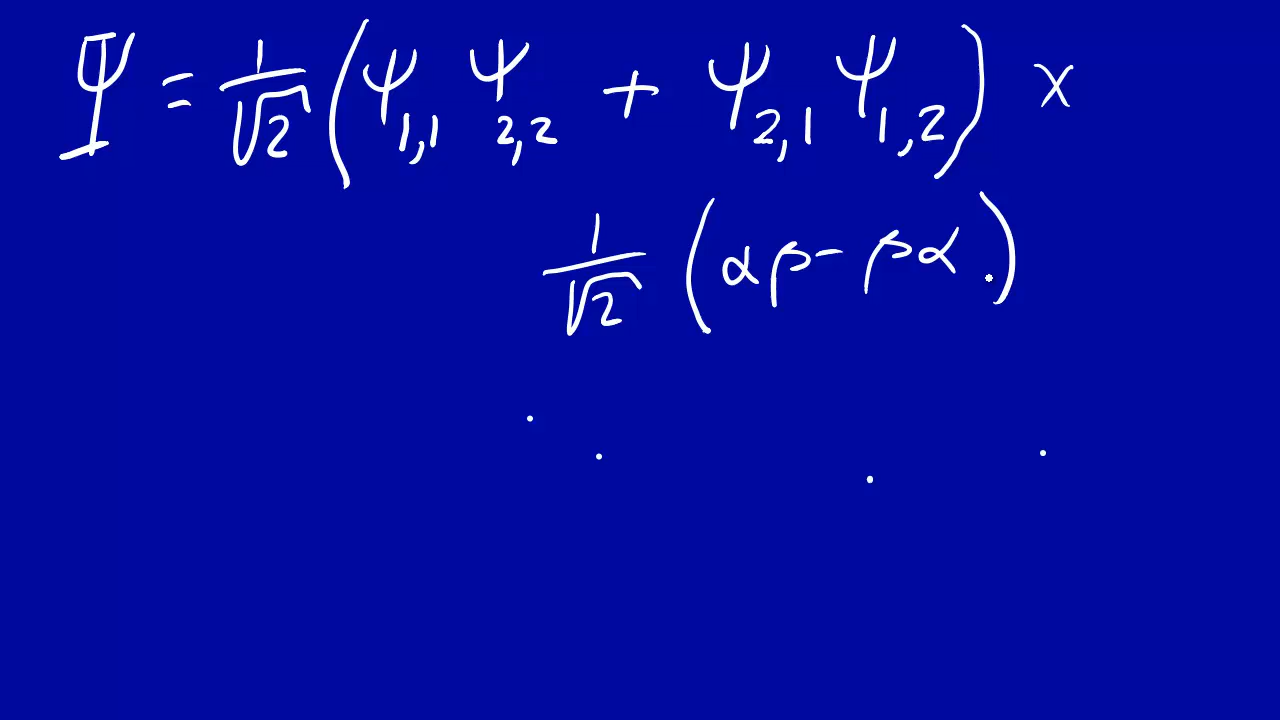 Ψ = 1/√2 (ψ₁,₁ ψ₂,₂ + ψ₂,₁ ψ₁,₂) ×
1/√2 (αβ - βα)